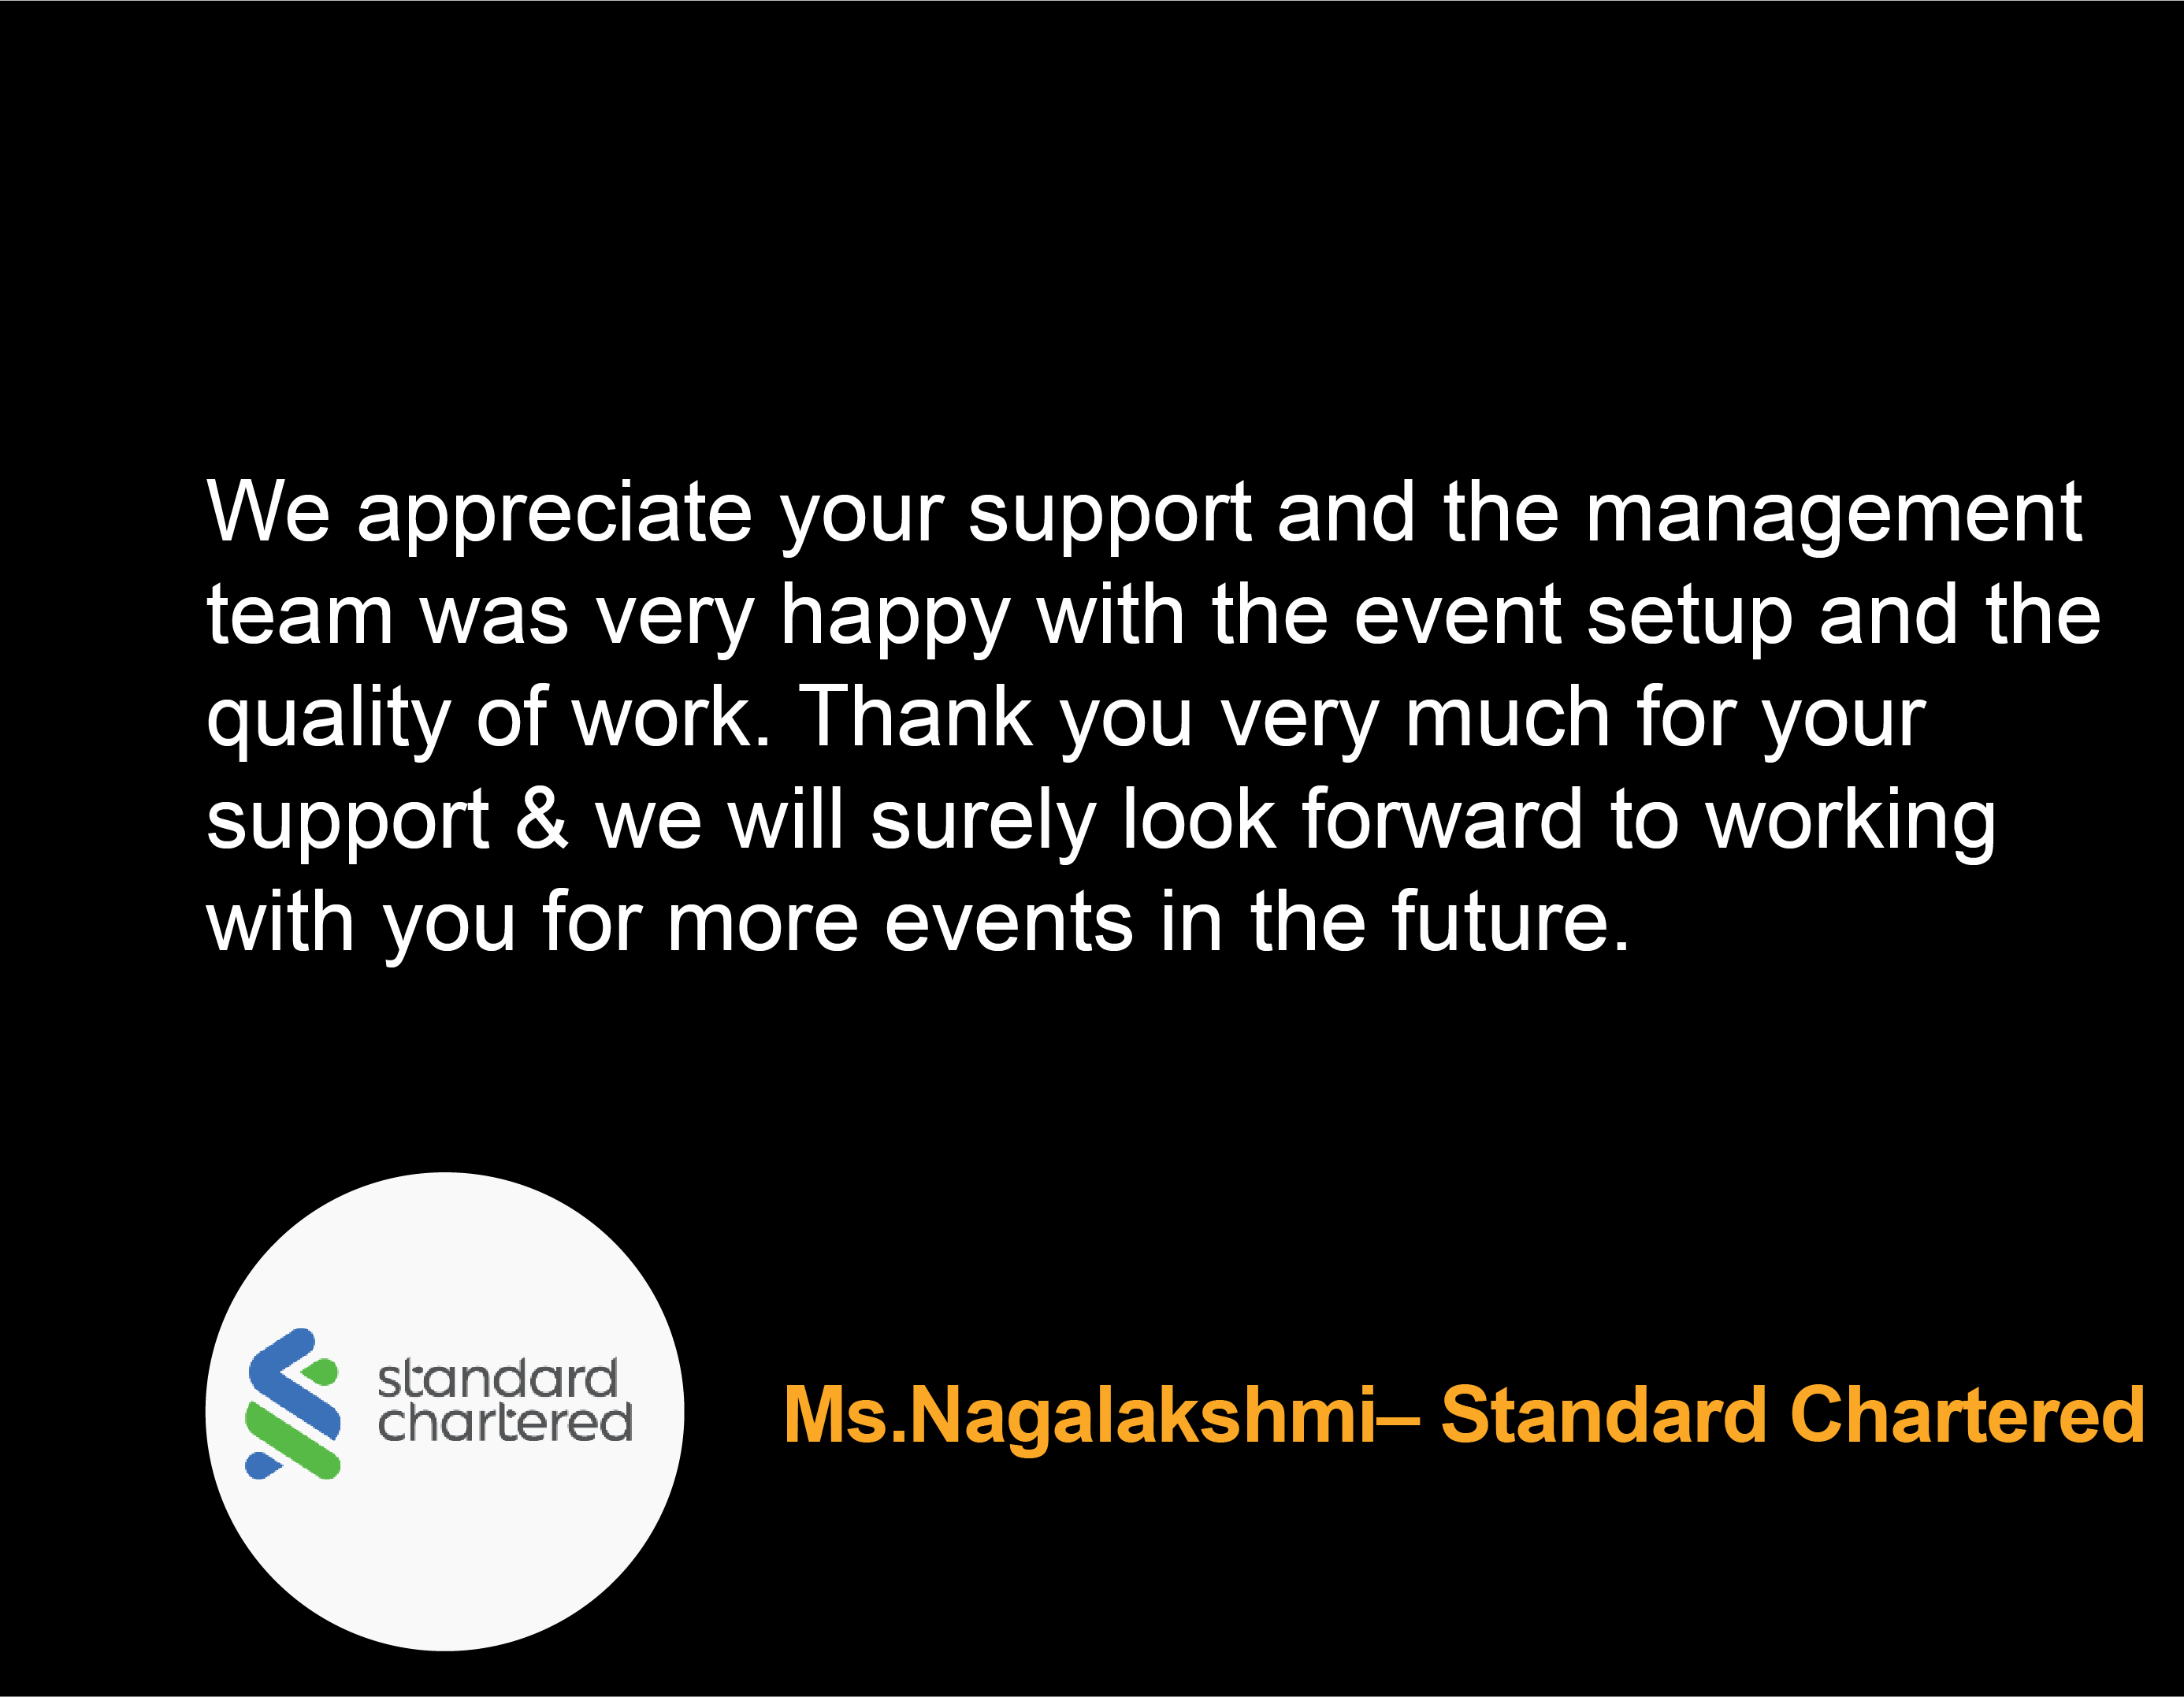 We appreciate your support and the management
team was very happy with the event setup and the
quality of work. Thank you very much for your
support & we will surely look forward to working
with you for more events in the future.
standard
chartered
Ms.Nagalakshmi– Standard Chartered